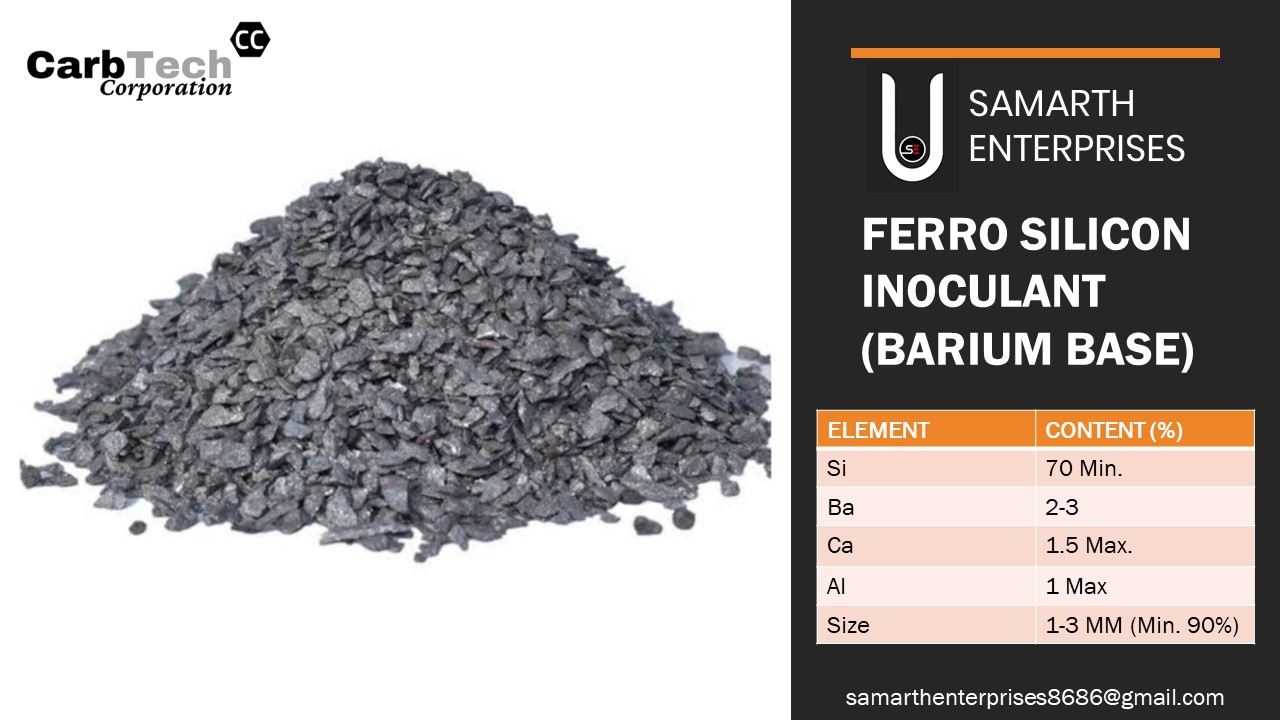 CarbTech
CC
Corporation
SE
SAMARTH
ENTERPRISES
FERRO SILICON
INOCULANT
(BARIUM BASE)
ELEMENT CONTENT (%)
Si 70 Min.
Ba 2-3
Ca 1.5 Max.
Al 1 Max
Size 1-3 MM (Min. 90%)
samarthenterprises8686@gmail.com